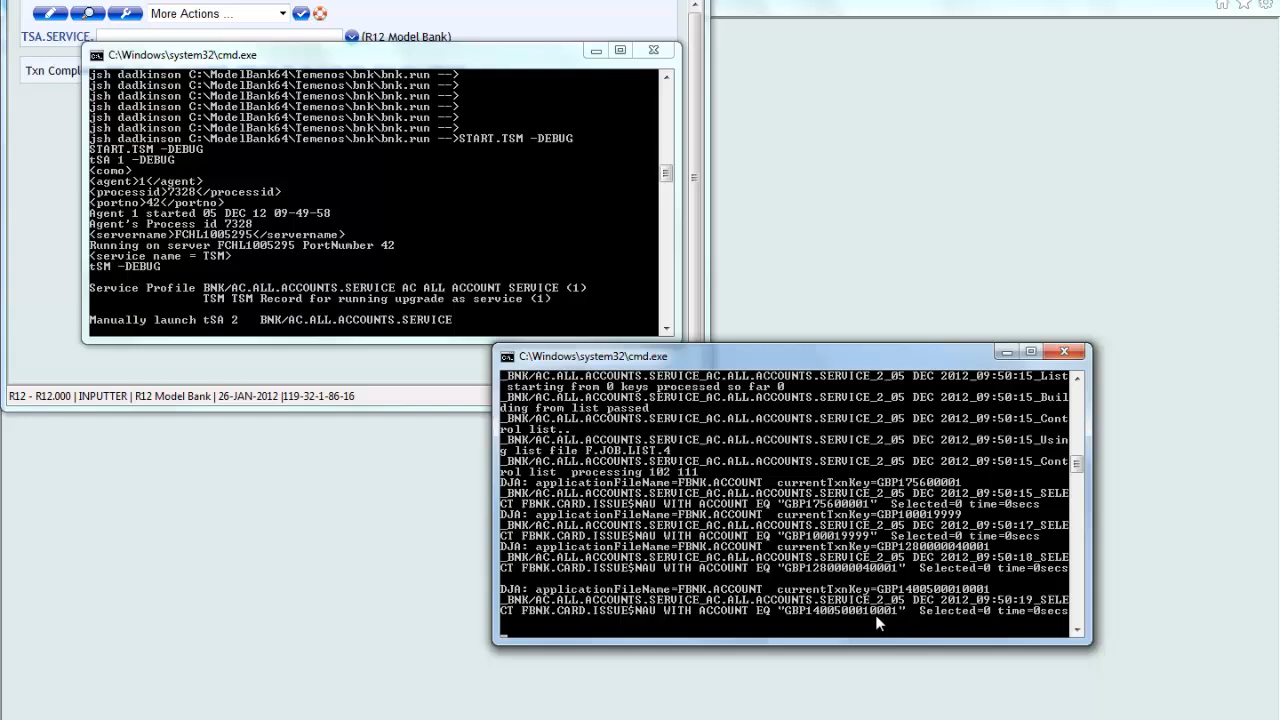 More Actions ...
TSA.SERVICE,
(R12 Model Bank)
Txn Compl
C:\Windows\system32\cmd.exe
jsh dadkinson C:\ModelBank64\Temenos\bnk\bnk.run -->
jsh dadkinson C:\ModelBank64\Temenos\bnk\bnk.run -->
jsh dadkinson C:\ModelBank64\Temenos\bnk\bnk.run -->
jsh dadkinson C:\ModelBank64\Temenos\bnk\bnk.run -->
jsh dadkinson C:\ModelBank64\Temenos\bnk\bnk.run -->
jsh dadkinson C:\ModelBank64\Temenos\bnk\bnk.run -->
jsh dadkinson C:\ModelBank64\Temenos\bnk\bnk.run -->START.TSM -DEBUG
START.TSM -DEBUG
tSA 1 -DEBUG
<como>
<agent>1</agent>
<processid>7328</processid>
<portno>42</portno>
Agent 1 started 05 DEC 12 09-49-58
Agent's Process id 7328
<servername>FCHL1005295</servername>
Running on server FCHL1005295 PortNumber 42
<service name = TSM>
tSM -DEBUG
Service Profile BNK/AC.ALL.ACCOUNTS.SERVICE AC ALL ACCOUNT SERVICE (1)
TSM TSM Record for running upgrade as service (1)
Manually launch tSA 2 BNK/AC.ALL.ACCOUNTS.SERVICE
R12 - R12.000 | INPUTTER | R12 Model Bank | 26-JAN-2012 |119-32-1-86-16
C:\Windows\system32\cmd.exe
_BNK/AC.ALL.ACCOUNTS.SERVICE_AC.ALL.ACCOUNTS.SERVICE_2_05 DEC 2012_09:50:15_List
starting from 0 keys processed so far 0
_BNK/AC.ALL.ACCOUNTS.SERVICE_AC.ALL.ACCOUNTS.SERVICE_2_05 DEC 2012_09:50:15_Buil
ding from list passed
_BNK/AC.ALL.ACCOUNTS.SERVICE_AC.ALL.ACCOUNTS.SERVICE_2_05 DEC 2012_09:50:15_Cont
rol list..
_BNK/AC.ALL.ACCOUNTS.SERVICE_AC.ALL.ACCOUNTS.SERVICE_2_05 DEC 2012_09:50:15_Usin
g list file F.JOB.LIST.4
_BNK/AC.ALL.ACCOUNTS.SERVICE_AC.ALL.ACCOUNTS.SERVICE_2_05 DEC 2012_09:50:15_Cont
rol list processing 102 111
DJA: applicationFileName=FBNK.ACCOUNT currentTxnKey=GBP175600001
_BNK/AC.ALL.ACCOUNTS.SERVICE_AC.ALL.ACCOUNTS.SERVICE_2_05 DEC 2012_09:50:15_SELE
CT FBNK.CARD.ISSUE$NAU WITH ACCOUNT EQ "GBP175600001" Selected=0 time=0secs
DJA: applicationFileName=FBNK.ACCOUNT currentTxnKey=GBP100019999
_BNK/AC.ALL.ACCOUNTS.SERVICE_AC.ALL.ACCOUNTS.SERVICE_2_05 DEC 2012_09:50:17_SELE
CT FBNK.CARD.ISSUE$NAU WITH ACCOUNT EQ "GBP100019999" Selected=0 time=0secs
DJA: applicationFileName=FBNK.ACCOUNT currentTxnKey=GBP1280000040001
_BNK/AC.ALL.ACCOUNTS.SERVICE_AC.ALL.ACCOUNTS.SERVICE_2_05 DEC 2012_09:50:18_SELE
CT FBNK.CARD.ISSUE$NAU WITH ACCOUNT EQ "GBP1280000040001" Selected=0 time=0secs
DJA: applicationFileName=FBNK.ACCOUNT currentTxnKey=GBP1400500010001
_BNK/AC.ALL.ACCOUNTS.SERVICE_AC.ALL.ACCOUNTS.SERVICE_2_05 DEC 2012_09:50:19_SELE
CT FBNK.CARD.ISSUE$NAU WITH ACCOUNT EQ "GBP1400500010001" Selected=0 time=0secs